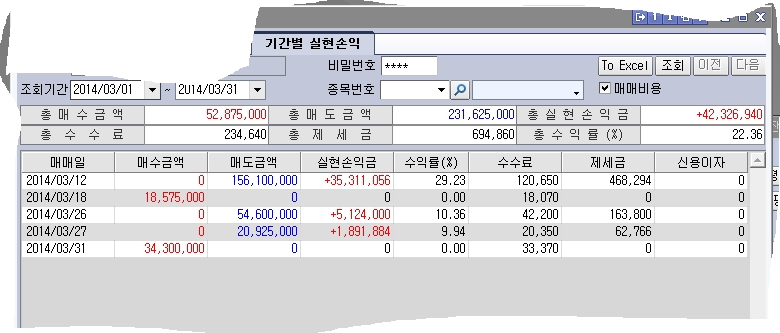 기간별 실현손익
비밀번호 **** To Excel 조회 이전 다음
조회기간 2014/03/01 ~ 2014/03/31 종목번호 매매비용
총 매 수 금 액 52,875,000 총 매 도 금 액 231,625,000 총 실 현 손 익 금 +42,326,940
총 수 수 료 234,640 총 제 세 금 694,860 총 수 익 률 (%) 22.36
매매일 매수금액 매도금액 실현손익금 수익률(%) 수수료 제세금 신용이자
2014/03/12 0 156,100,000 +35,311,056 29.23 120,650 468,294 0
2014/03/18 18,575,000 0 0 0.00 18,070 0 0
2014/03/26 0 54,600,000 +5,124,000 10.36 42,200 163,800 0
2014/03/27 0 20,925,000 +1,891,884 9.94 20,350 62,766 0
2014/03/31 34,300,000 0 0 0.00 33,370 0 0